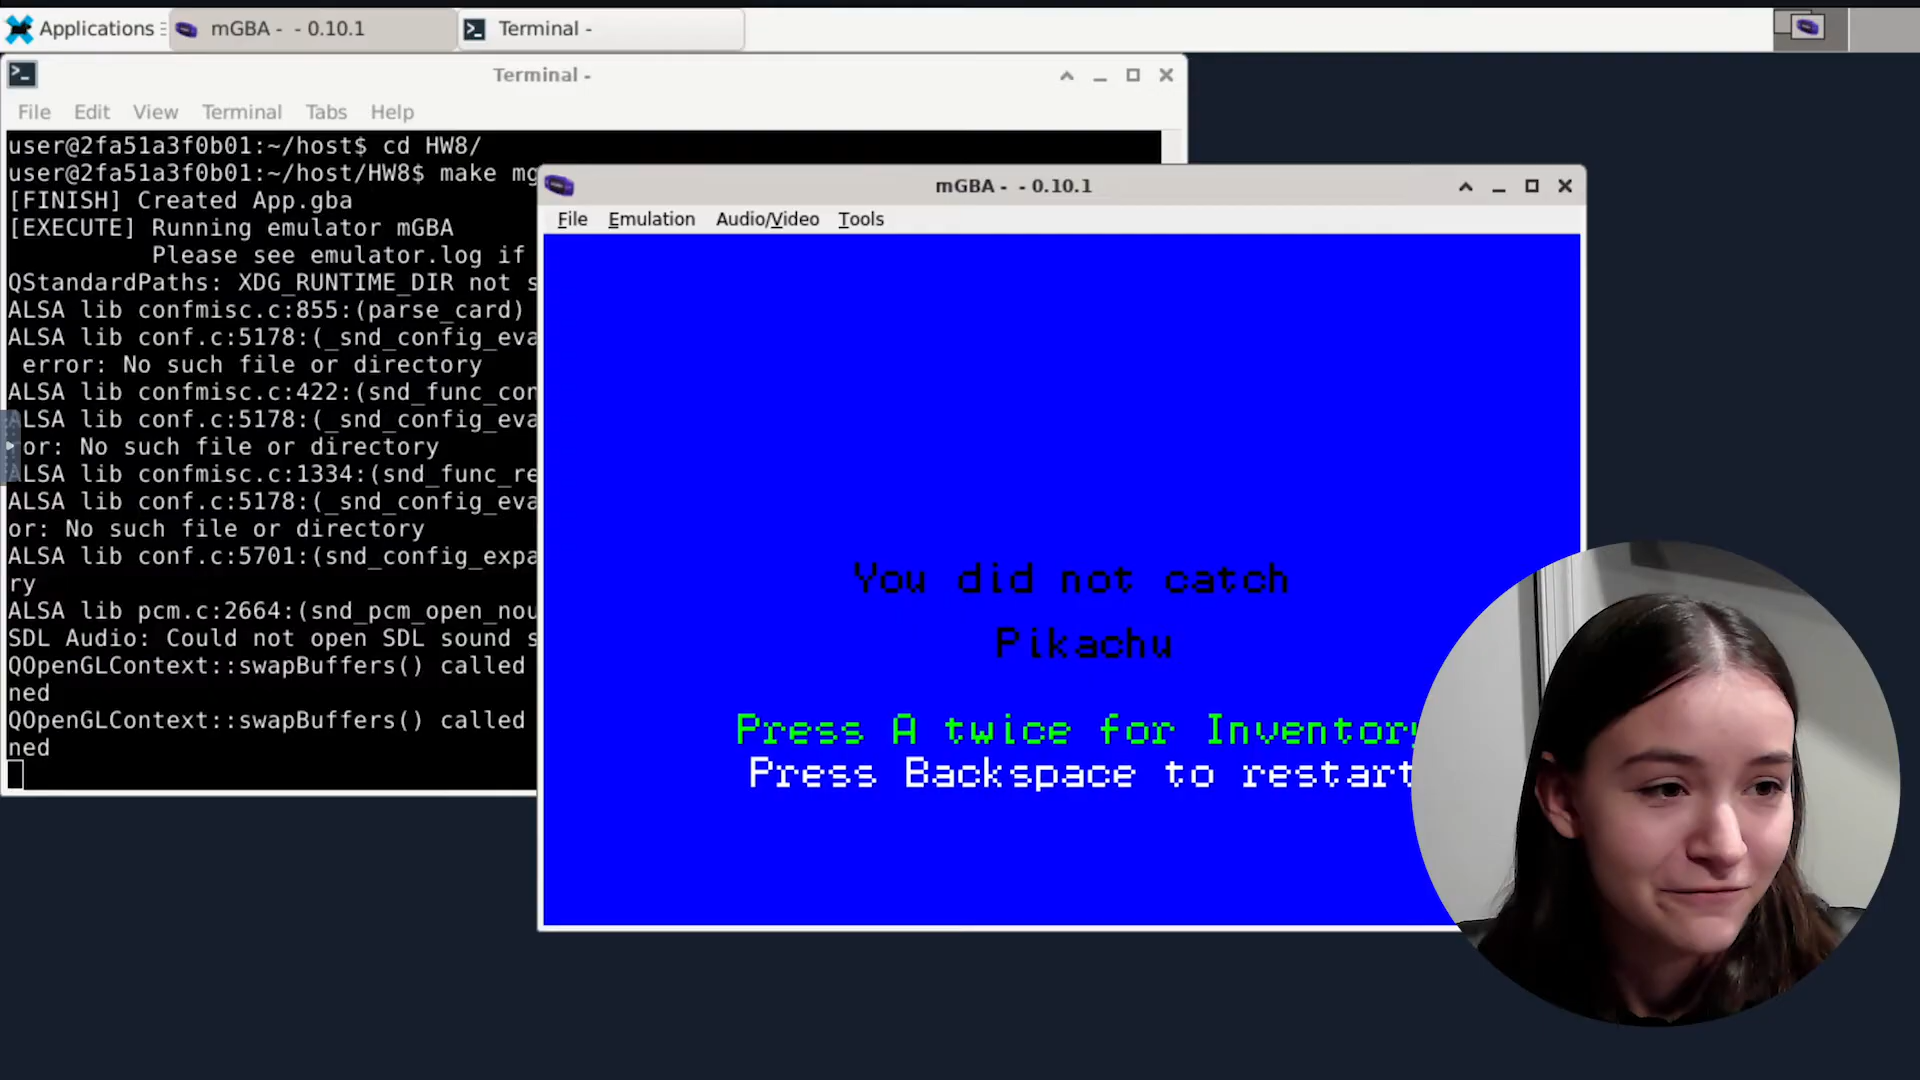 Applications
mGBA - - 0.10.1
Terminal -
Terminal -
File Edit View Terminal Tabs Help
user@2fa51a3f0b01:~/host$ cd HW8/
user@2fa51a3f0b01:~/host/HW8$ make mg
[FINISH] Created App.gba
[EXECUTE] Running emulator mGBA
Please see emulator.log if
QStandardPaths: XDG_RUNTIME_DIR not s
ALSA lib confmisc.c:855:(parse_card)
ALSA lib conf.c:5178:(_snd_config_eva
error: No such file or directory
ALSA lib confmisc.c:422:(snd_func_con
ALSA lib conf.c:5178:(_snd_config_eva
or: No such file or directory
ALSA lib confmisc.c:1334:(snd_func_re
ALSA lib conf.c:5178:(_snd_config_eva
or: No such file or directory
ALSA lib conf.c:5701:(snd_config_expa
ry
ALSA lib pcm.c:2664:(snd_pcm_open_nou
SDL Audio: Could not open SDL sound s
QOpenGLContext::swapBuffers() called
ned
QOpenGLContext::swapBuffers() called
ned
mGBA - - 0.10.1
File Emulation Audio/Video Tools
You did not catch
Pikachu
Press A twice for Inventory
Press Backspace to restart